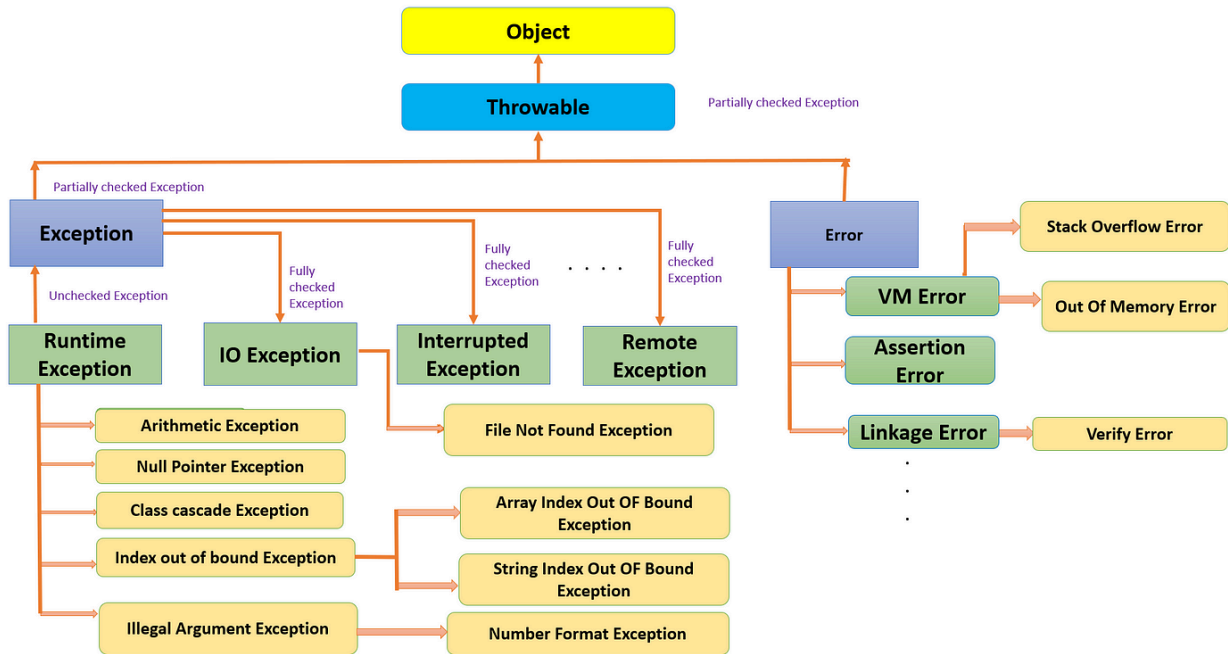 Object
Throwable
Partially checked Exception
Partially checked Exception
Exception
Error
Stack Overflow Error
Fully
checked
Exception
Fully
checked
Exception
. . . .
Fully
checked
Exception
Unchecked Exception
VM Error
Out Of Memory Error
Runtime
Exception
IO Exception
Interrupted
Exception
Remote
Exception
Assertion
Error
Arithmetic Exception
File Not Found Exception
Linkage Error
Verify Error
.
.
.
Null Pointer Exception
Class cascade Exception
Index out of bound Exception
Array Index Out OF Bound
Exception
String Index Out OF Bound
Exception
Illegal Argument Exception
Number Format Exception